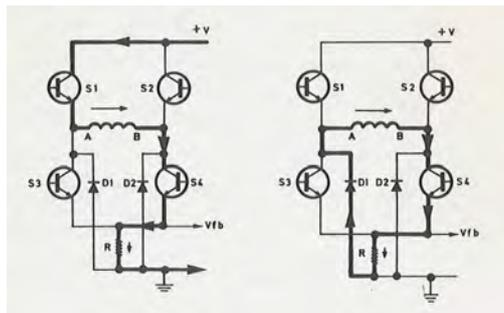 +V
S1 S2
A B
S3 D1 D2 S4
Vfb
R
+V
S1 S2
A B
S3 D1 D2 S4
Vfb
R